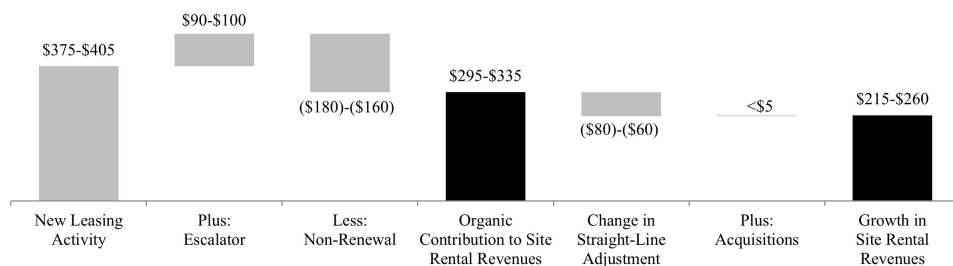 $90-$100
$375-$405
$295-$335
($180)-($160)
<$5
$215-$260
($80)-($60)
New Leasing
Activity
Plus:
Escalator
Less:
Non-Renewal
Organic
Contribution to Site
Rental Revenues
Change in
Straight-Line
Adjustment
Plus:
Acquisitions
Growth in
Site Rental
Revenues